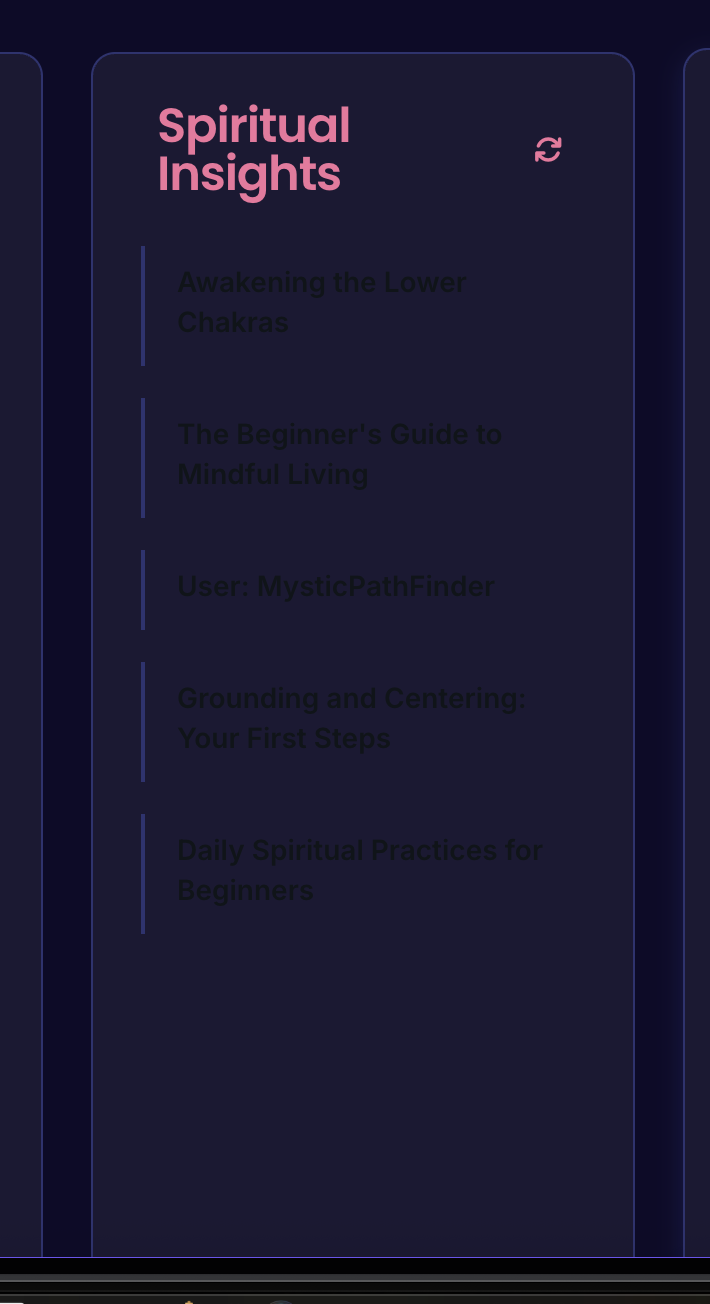 Spiritual
Insights
Awakening the Lower
Chakras
The Beginner's Guide to
Mindful Living
User: MysticPathFinder
Grounding and Centering:
Your First Steps
Daily Spiritual Practices for
Beginners